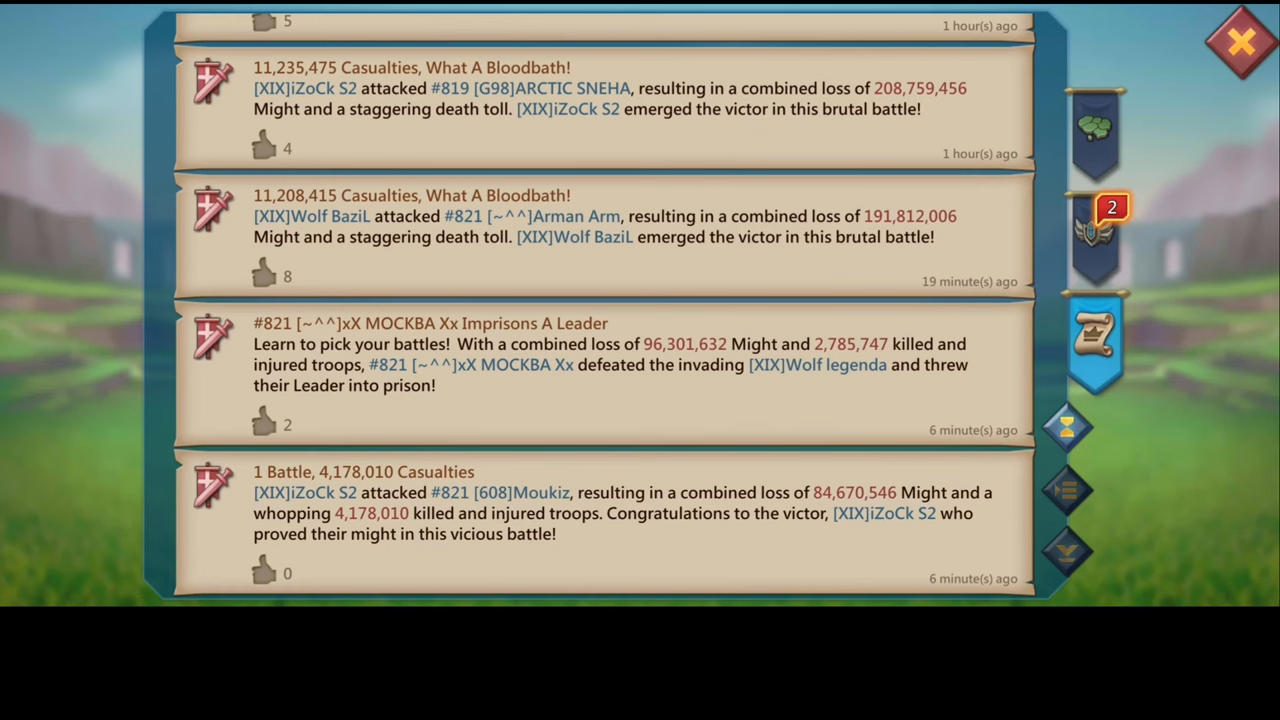 5
1 hour(s) ago
11,235,475 Casualties, What A Bloodbath!
[XIX]iZoCk S2 attacked #819 [G98]ARCTIC SNEHA, resulting in a combined loss of 208,759,456
Might and a staggering death toll. [XIX]iZoCk S2 emerged the victor in this brutal battle!
4
1 hour(s) ago
11,208,415 Casualties, What A Bloodbath!
[XIX]Wolf BaziL attacked #821 [~^^]Arman Arm, resulting in a combined loss of 191,812,006
Might and a staggering death toll. [XIX]Wolf BaziL emerged the victor in this brutal battle!
8
19 minute(s) ago
2
#821 [~^^]xX MOCKBA Xx Imprisons A Leader
Learn to pick your battles! With a combined loss of 96,301,632 Might and 2,785,747 killed and
injured troops, #821 [~^^]xX MOCKBA Xx defeated the invading [XIX]Wolf legenda and threw
their Leader into prison!
2
6 minute(s) ago
1 Battle, 4,178,010 Casualties
[XIX]iZoCk S2 attacked #821 [608]Moukiz, resulting in a combined loss of 84,670,546 Might and a
whopping 4,178,010 killed and injured troops. Congratulations to the victor, [XIX]iZoCk S2 who
proved their might in this vicious battle!
0
6 minute(s) ago